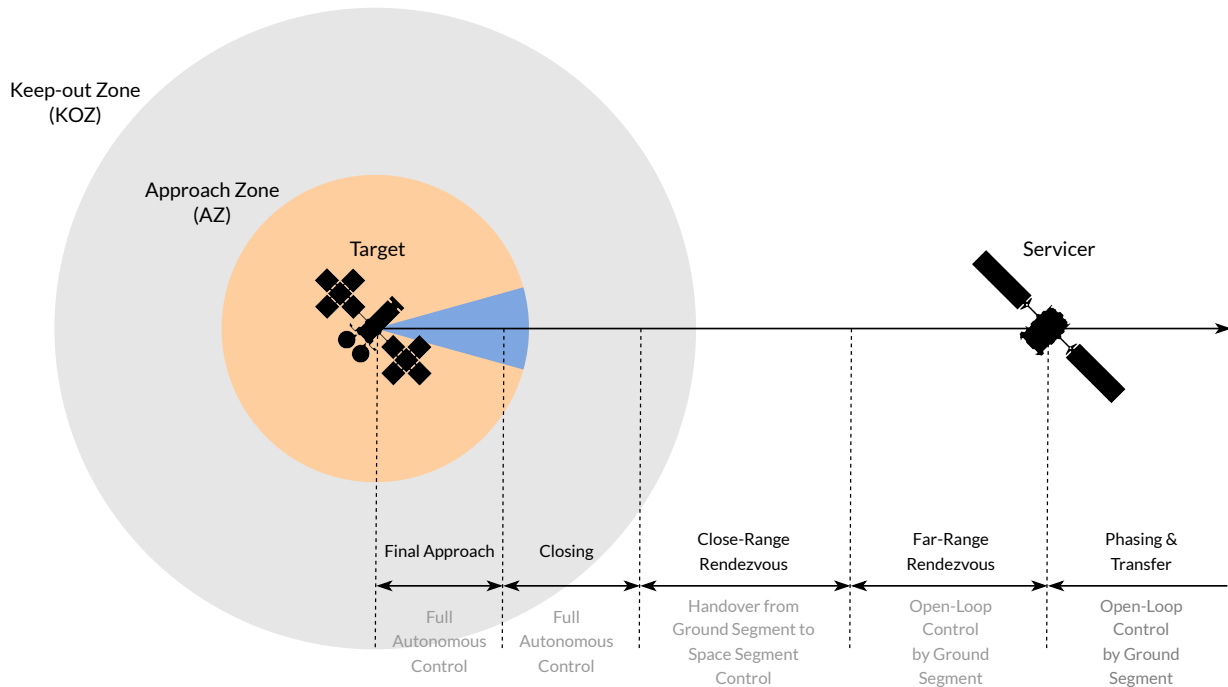 Keep-out Zone
(KOZ)
Approach Zone
(AZ)
Target
Servicer
Final Approach
Closing
Close-Range
Rendezvous
Far-Range
Rendezvous
Phasing &
Transfer
Full
Autonomous
Control
Full
Autonomous
Control
Handover from
Ground Segment to
Space Segment
Control
Open-Loop
Control
by Ground
Segment
Open-Loop
Control
by Ground
Segment